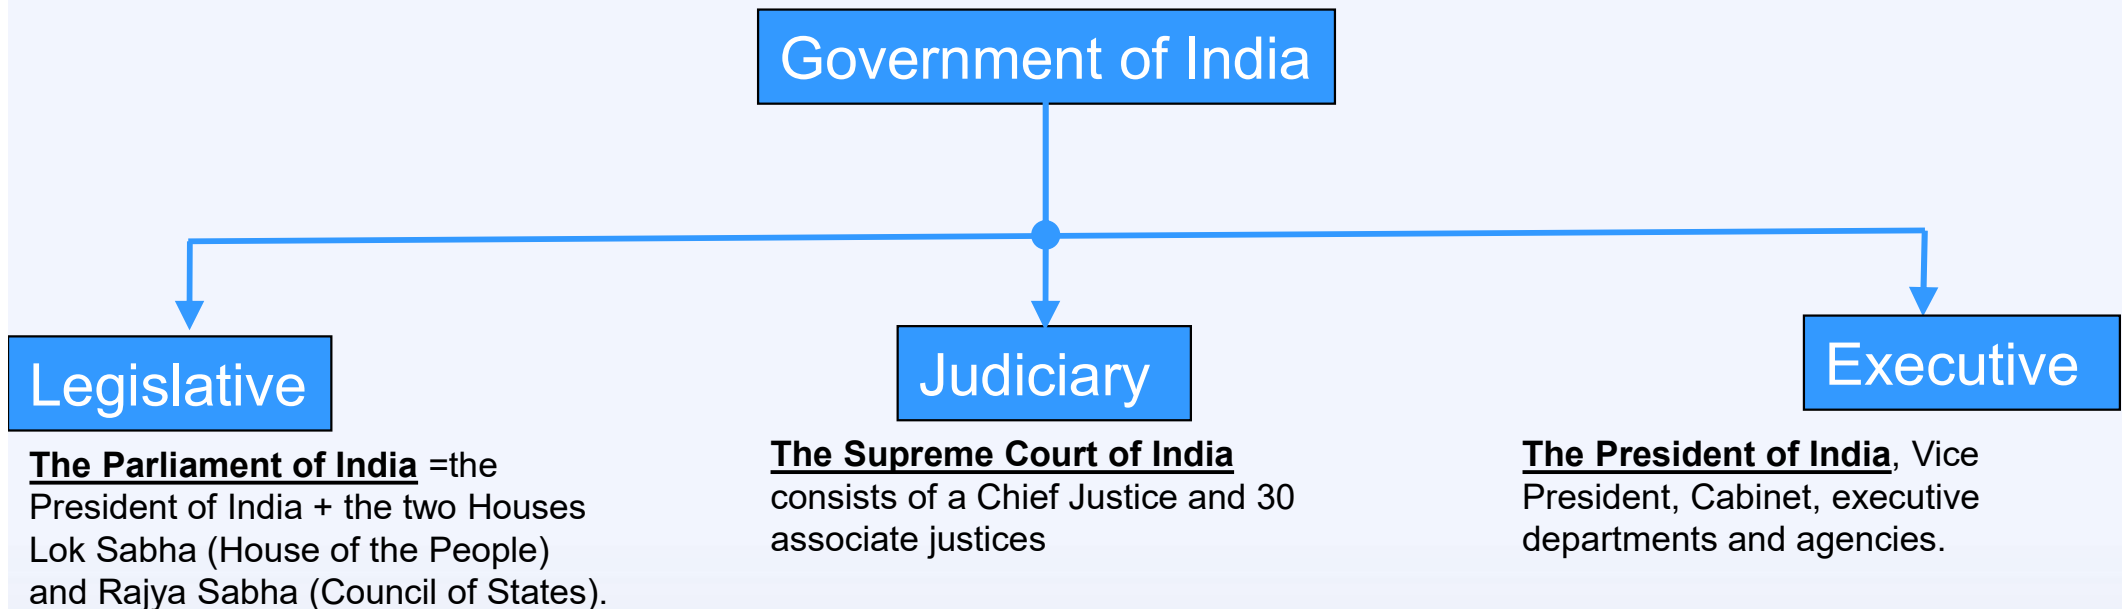 Government of India
Legislative
Judiciary
Executive
The Parliament of India =the
President of India + the two Houses
Lok Sabha (House of the People)
and Rajya Sabha (Council of States).
The Supreme Court of India
consists of a Chief Justice and 30
associate justices
The President of India, Vice
President, Cabinet, executive
departments and agencies.